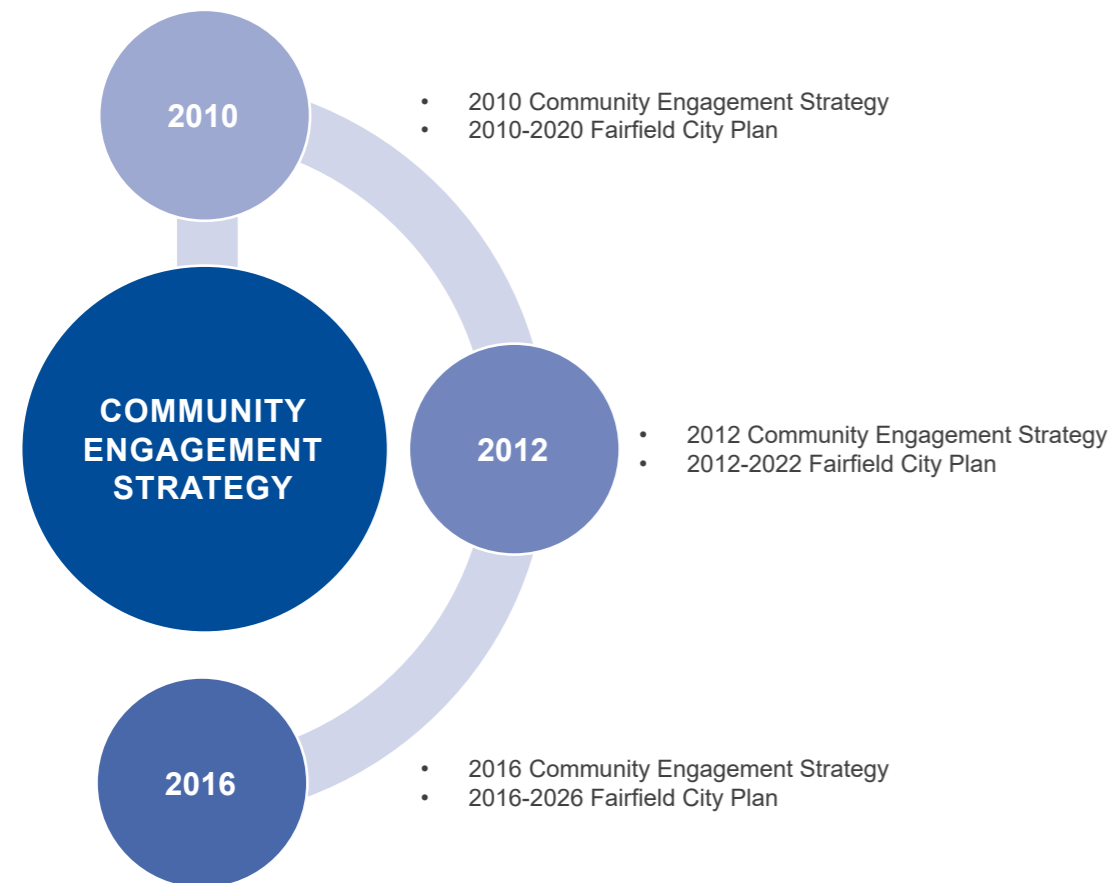 2010
• 2010 Community Engagement Strategy
• 2010-2020 Fairfield City Plan
COMMUNITY
ENGAGEMENT
STRATEGY
2012
• 2012 Community Engagement Strategy
• 2012-2022 Fairfield City Plan
2016
• 2016 Community Engagement Strategy
• 2016-2026 Fairfield City Plan